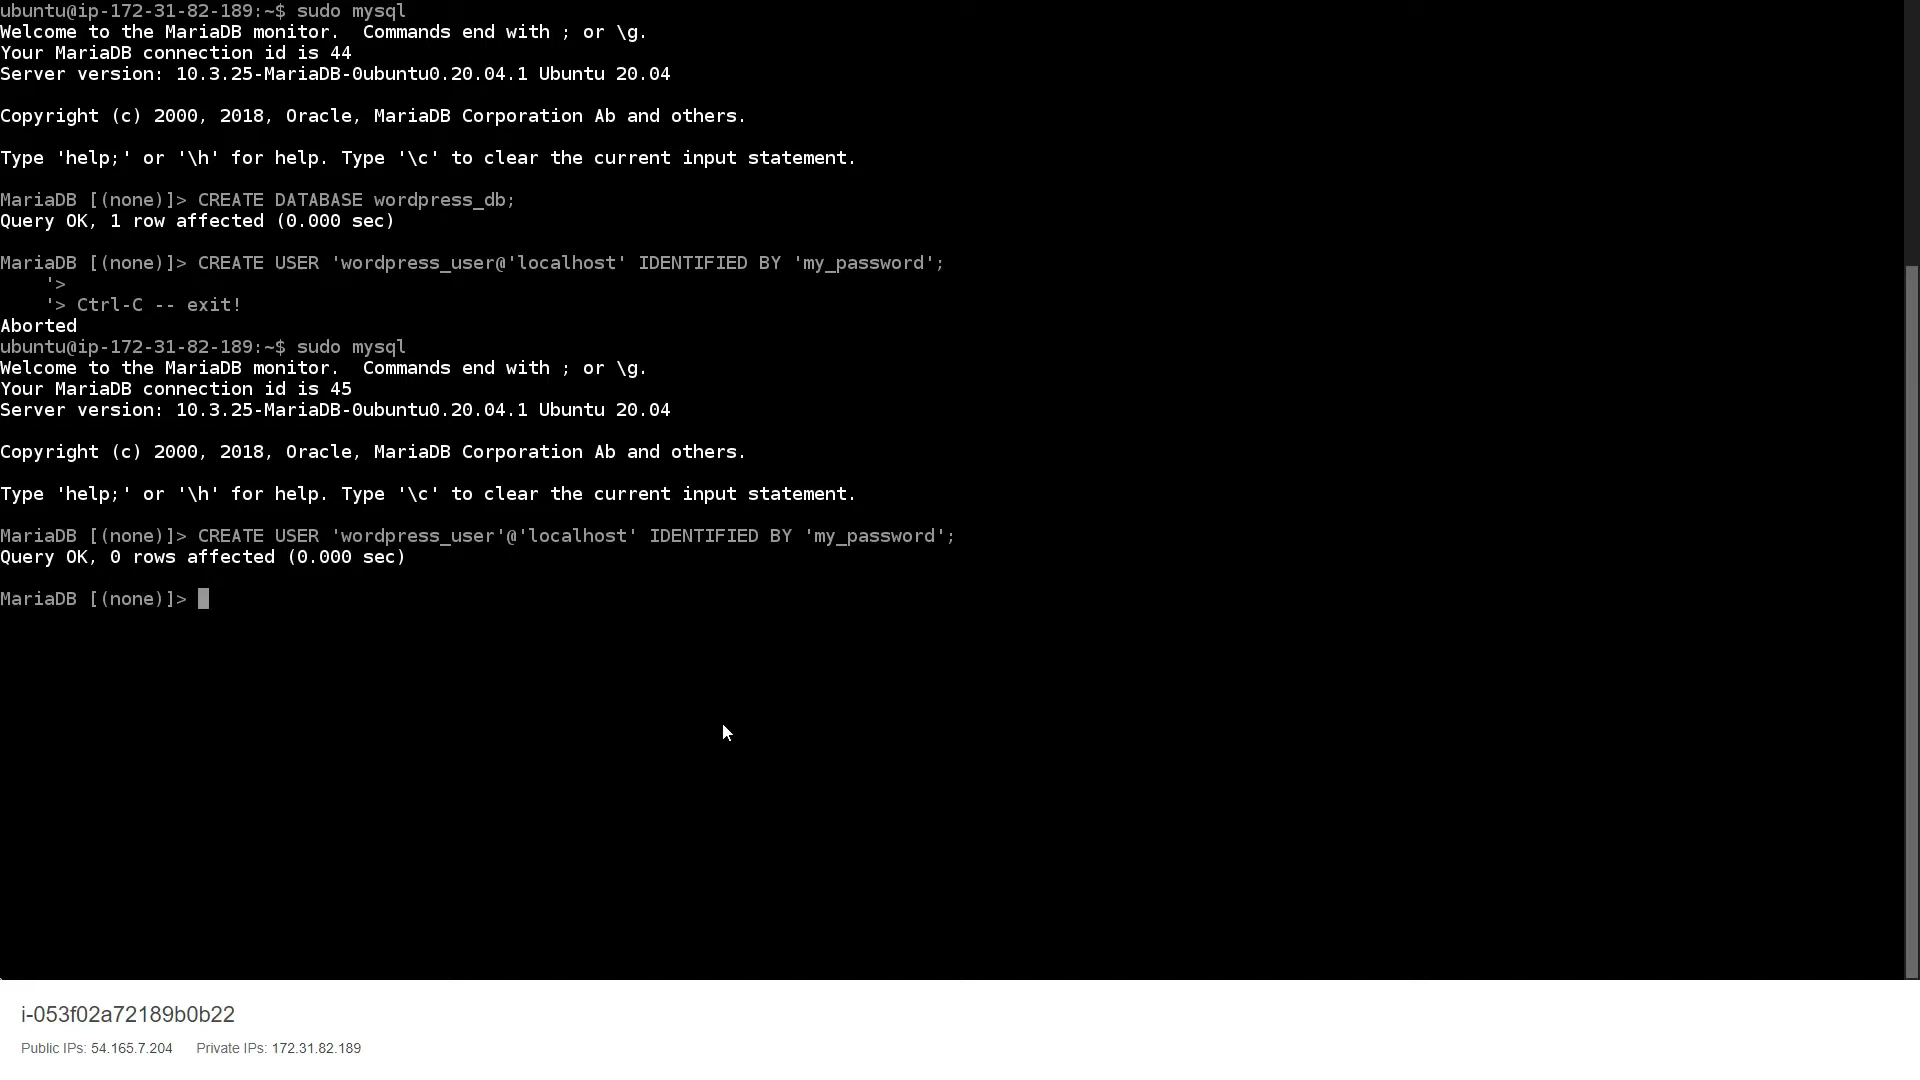 ubuntu@ip-172-31-82-189:~$ sudo mysql
Welcome to the MariaDB monitor.  Commands end with ; or \g.
Your MariaDB connection id is 44
Server version: 10.3.25-MariaDB-0ubuntu0.20.04.1 Ubuntu 20.04
Copyright (c) 2000, 2018, Oracle, MariaDB Corporation Ab and others.
Type 'help;' or '\h' for help. Type '\c' to clear the current input statement.
MariaDB [(none)]> CREATE DATABASE wordpress_db;
Query OK, 1 row affected (0.000 sec)
MariaDB [(none)]> CREATE USER 'wordpress_user@'localhost' IDENTIFIED BY 'my_password';
'>
'> Ctrl-C -- exit!
Aborted
ubuntu@ip-172-31-82-189:~$ sudo mysql
Welcome to the MariaDB monitor.  Commands end with ; or \g.
Your MariaDB connection id is 45
Server version: 10.3.25-MariaDB-0ubuntu0.20.04.1 Ubuntu 20.04
Copyright (c) 2000, 2018, Oracle, MariaDB Corporation Ab and others.
Type 'help;' or '\h' for help. Type '\c' to clear the current input statement.
MariaDB [(none)]> CREATE USER 'wordpress_user'@'localhost' IDENTIFIED BY 'my_password';
Query OK, 0 rows affected (0.000 sec)
MariaDB [(none)]>
i-053f02a72189b0b22
Public IPs: 54.165.7.204 Private IPs: 172.31.82.189